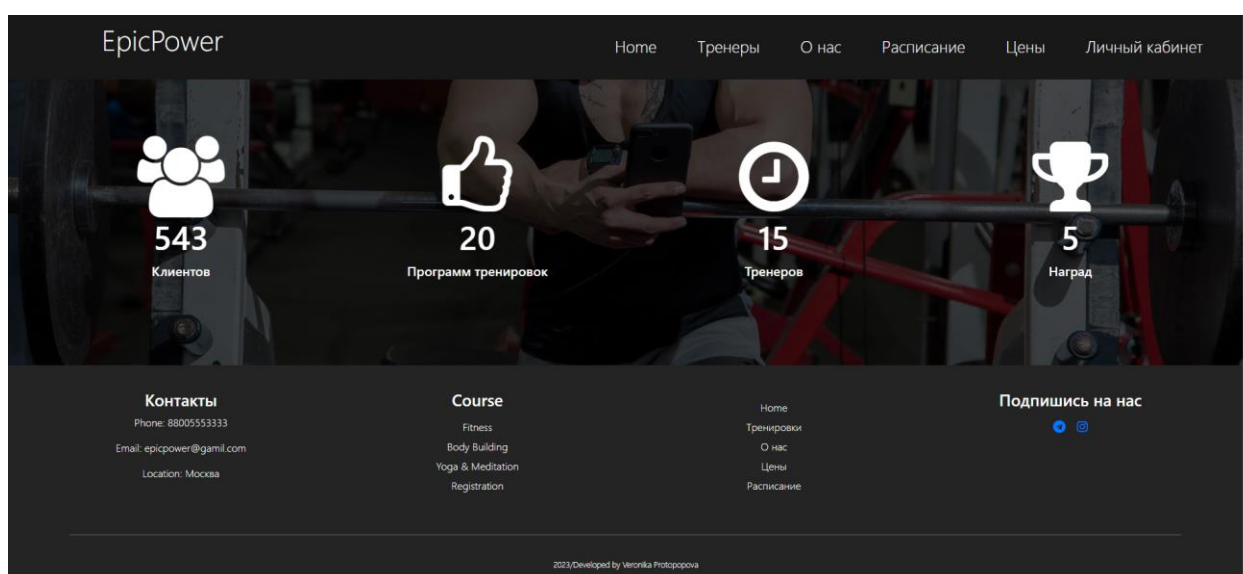 EpicPower
Home Тренеры О нас Расписание Цены Личный кабинет
543
Клиентов
20
Программ тренировок
15
Тренеров
5
Наград
Контакты
Phone: 88005553333
Email: epicpower@gamil.com
Location: Москва
Course
Fitness
Body Building
Yoga & Meditation
Registration
Home
Тренировки
О нас
Цены
Расписание
Подпишись на нас
2023/Developed by Veronika Protopopova